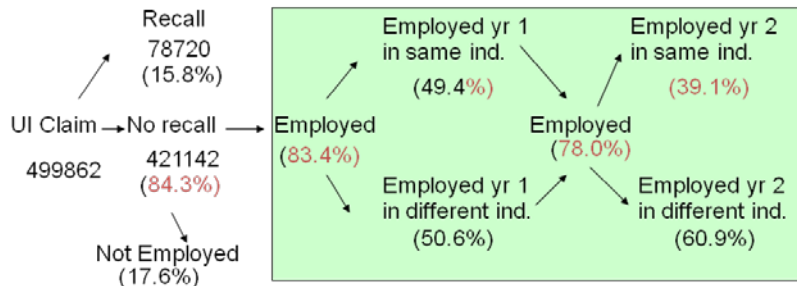 Recall
78720
(15.8%)
UI Claim
499862
No recall
421142
(84.3%)
Not Employed
(17.6%)
Employed
(83.4%)
Employed yr 1
in same ind.
(49.4%)
Employed yr 1
in different ind.
(50.6%)
Employed
(78.0%)
Employed yr 2
in same ind.
(39.1%)
Employed yr 2
in different ind.
(60.9%)